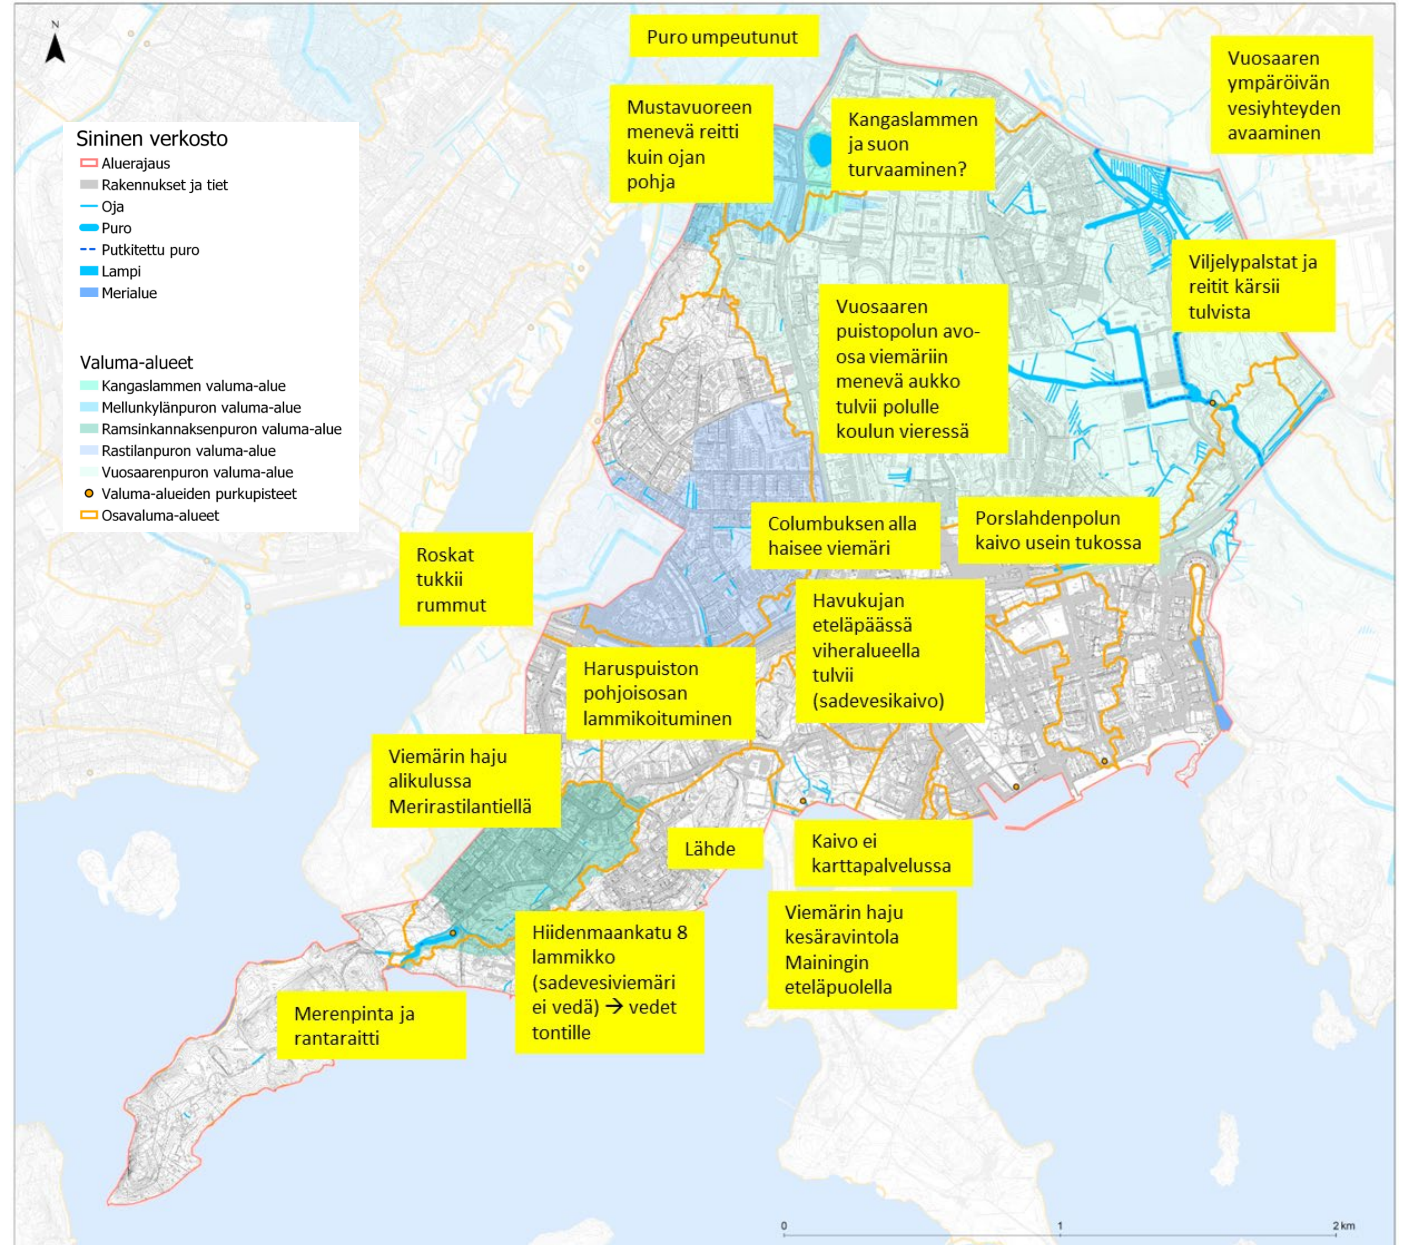 N
Sininen verkosto
Aluerajaus
Rakennukset ja tiet
Oja
Puro
Putkitettu puro
Lampi
Merialue
Valuma-alueet
Kangaslammen valuma-alue
Mellunkylänpuron valuma-alue
Ramsinkannaksenpuron valuma-alue
Rastilanpuron valuma-alue
Vuosaarenpuron valuma-alue
Valuma-alueiden purkupisteet
Osavaluma-alueet
Puro umpeutunut
Mustavuoreen
menevä reitti
kuin ojan
pohja
Kangaslammen
ja suon
turvaaminen?
Vuosaaren
ympäröivän
vesiyhteyden
avaaminen
Viljelypalstat ja
reitit kärsii
tulvista
Vuosaaren
puistopolun avo-
osa viemäriin
menevä aukko
tulvii polulle
koulun vieressä
Columbuksen alla
haisee viemäri
Porslahdenpolun
kaivo usein tukossa
Roskat
tukkii
rummut
Havukujan
eteläpäässä
viheralueella
tulvii
(sadevesikaivo)
Haruspuiston
pohjoisosan
lammikoituminen
Viemärin haju
alikulussa
Merirastilantiellä
Lähde
Kaivo ei
karttapalvelussa
Viemärin haju
kesäravintola
Mainingin
eteläpuolella
Hiidenmaankatu 8
lammikko
(sadevesiviemäri
ei vedä) → vedet
tontille
Merenpinta ja
rantaraitti
0 1 2 km